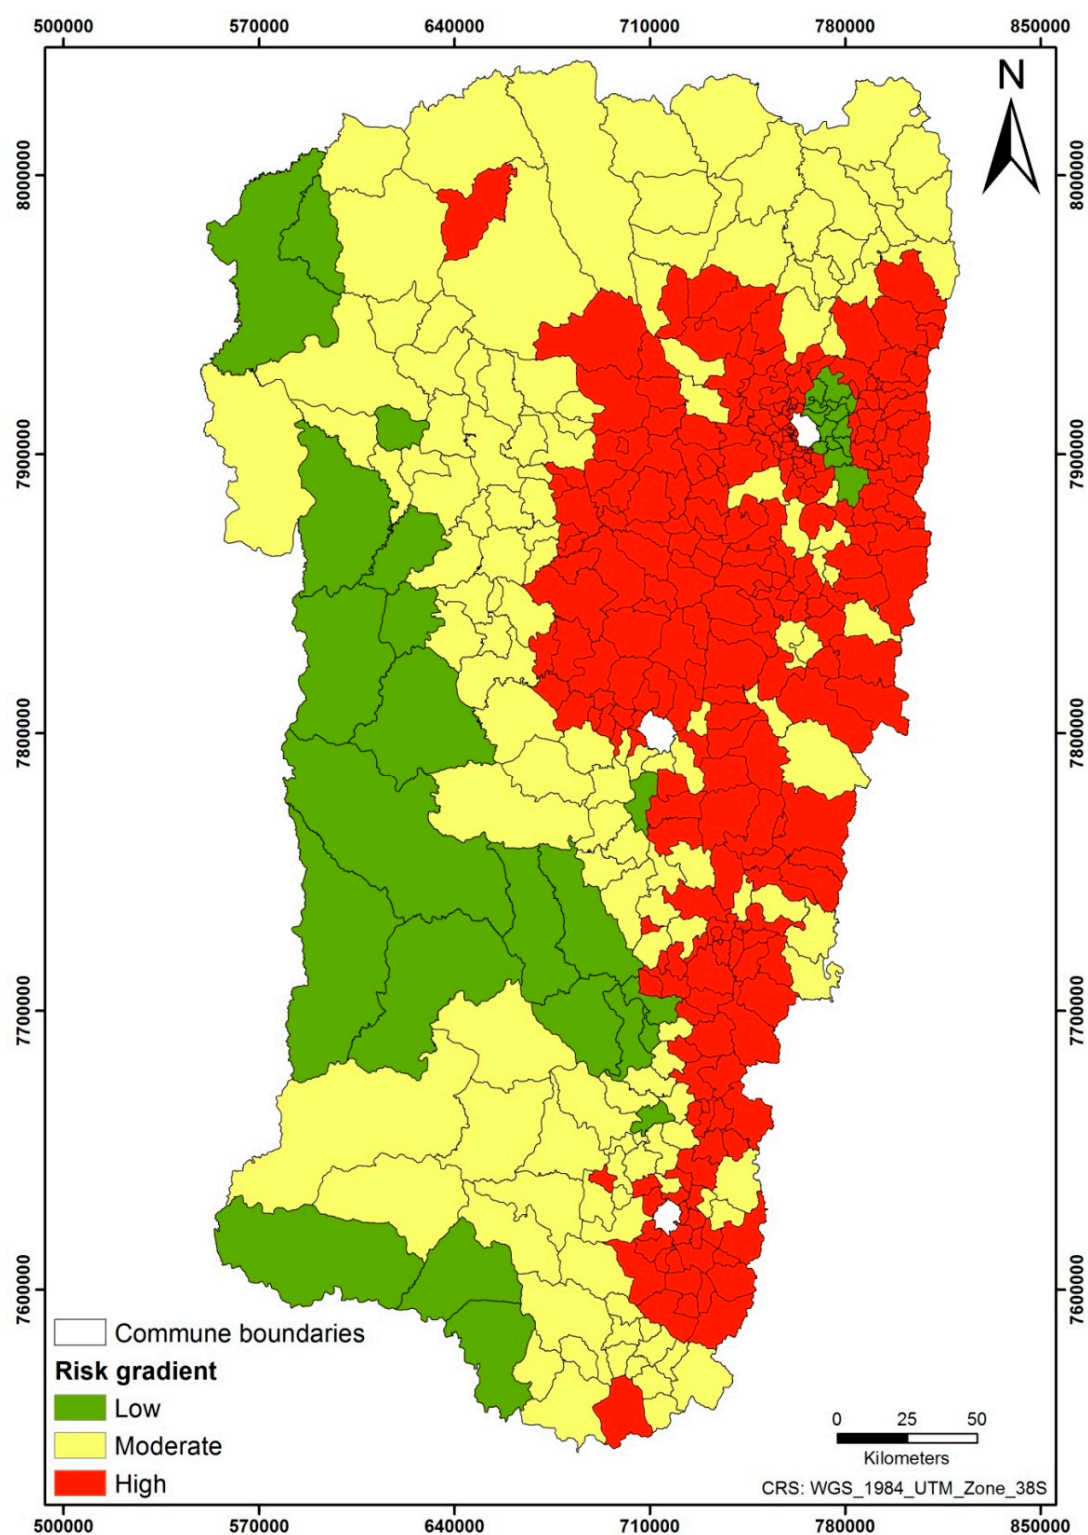 500000 570000 640000 710000 780000 850000
N
8000000 8000000
7900000 7900000
7800000 7800000
7700000 7700000
7600000 7600000
Commune boundaries
Risk gradient
Low
Moderate
High
0 25 50
Kilometers
CRS: WGS_1984_UTM_Zone_38S
500000 570000 640000 710000 780000 850000